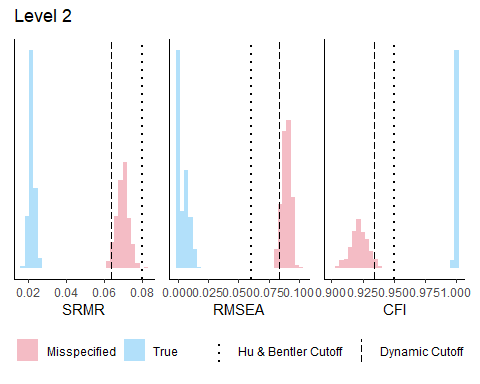 Level 2
0.02 0.04 0.06 0.08 0.000 0.025 0.050 0.075 0.100 0.900 0.925 0.950 0.975 1.000
SRMR RMSEA CFI
Misspecified True Hu & Bentler Cutoff Dynamic Cutoff